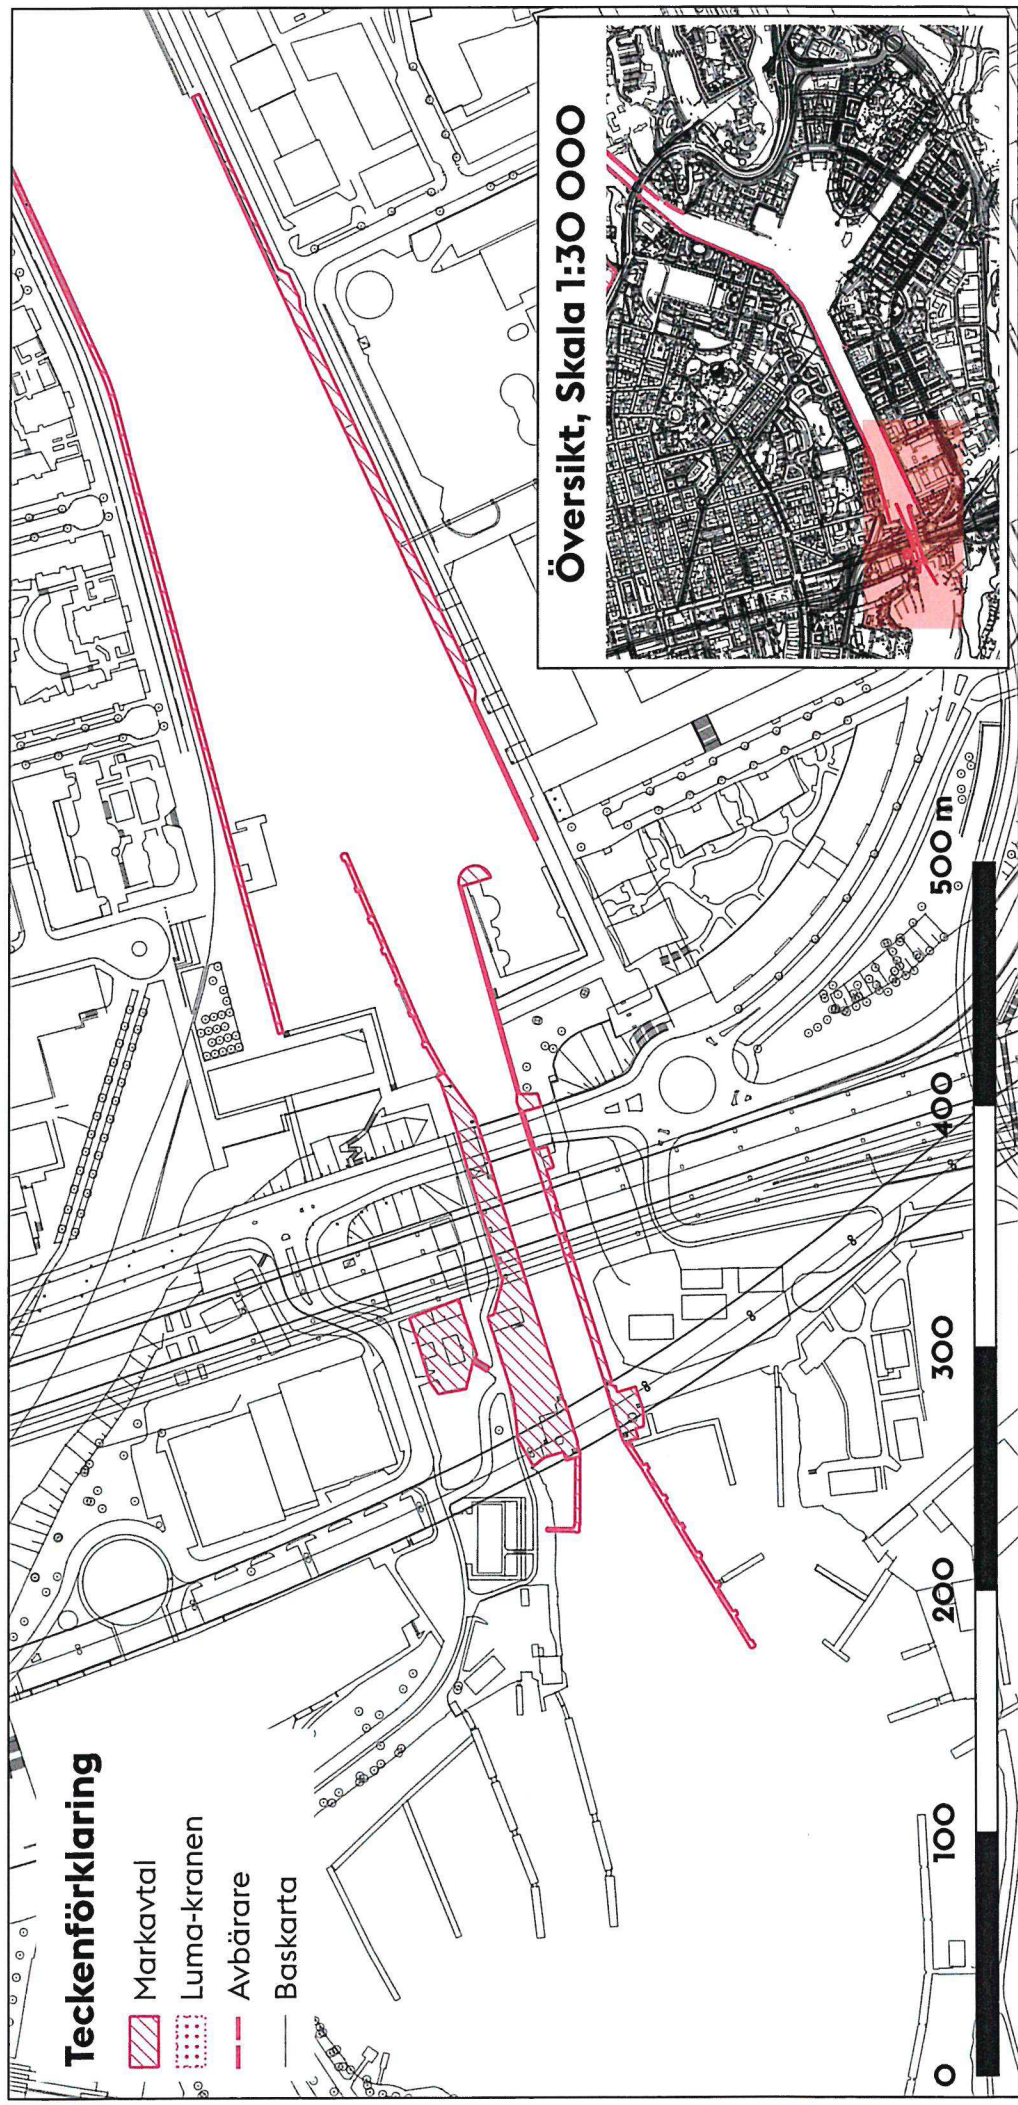 Teckenförklaring
Markavtal
Luma-kranen
Avbärare
Baskarta
Översikt, Skala 1:30 000
0 100 200 300 400 500 m